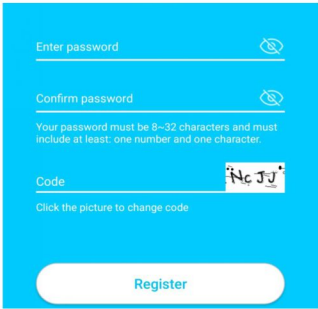 Enter password
Confirm password
Your password must be 8~32 characters and must
include at least: one number and one character.
Code
NcJJ
Click the picture to change code
Register